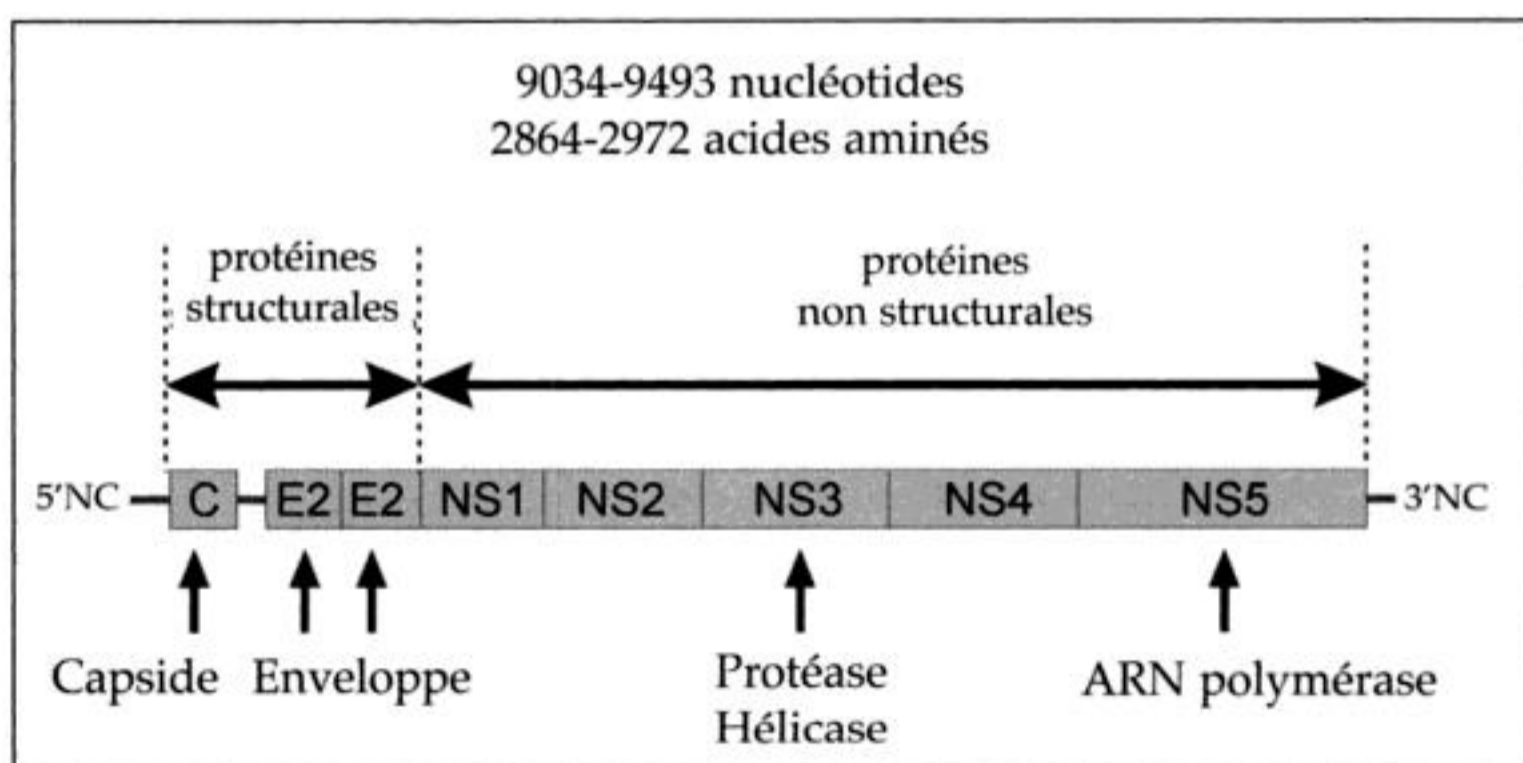 9034-9493 nucléotides
2864-2972 acides aminés
protéines
structurales
protéines
non structurales
5'NC C E2 E2 NS1 NS2 NS3 NS4 NS5 3'NC
Capside Enveloppe Protéase ARN polymérase
Hélicase